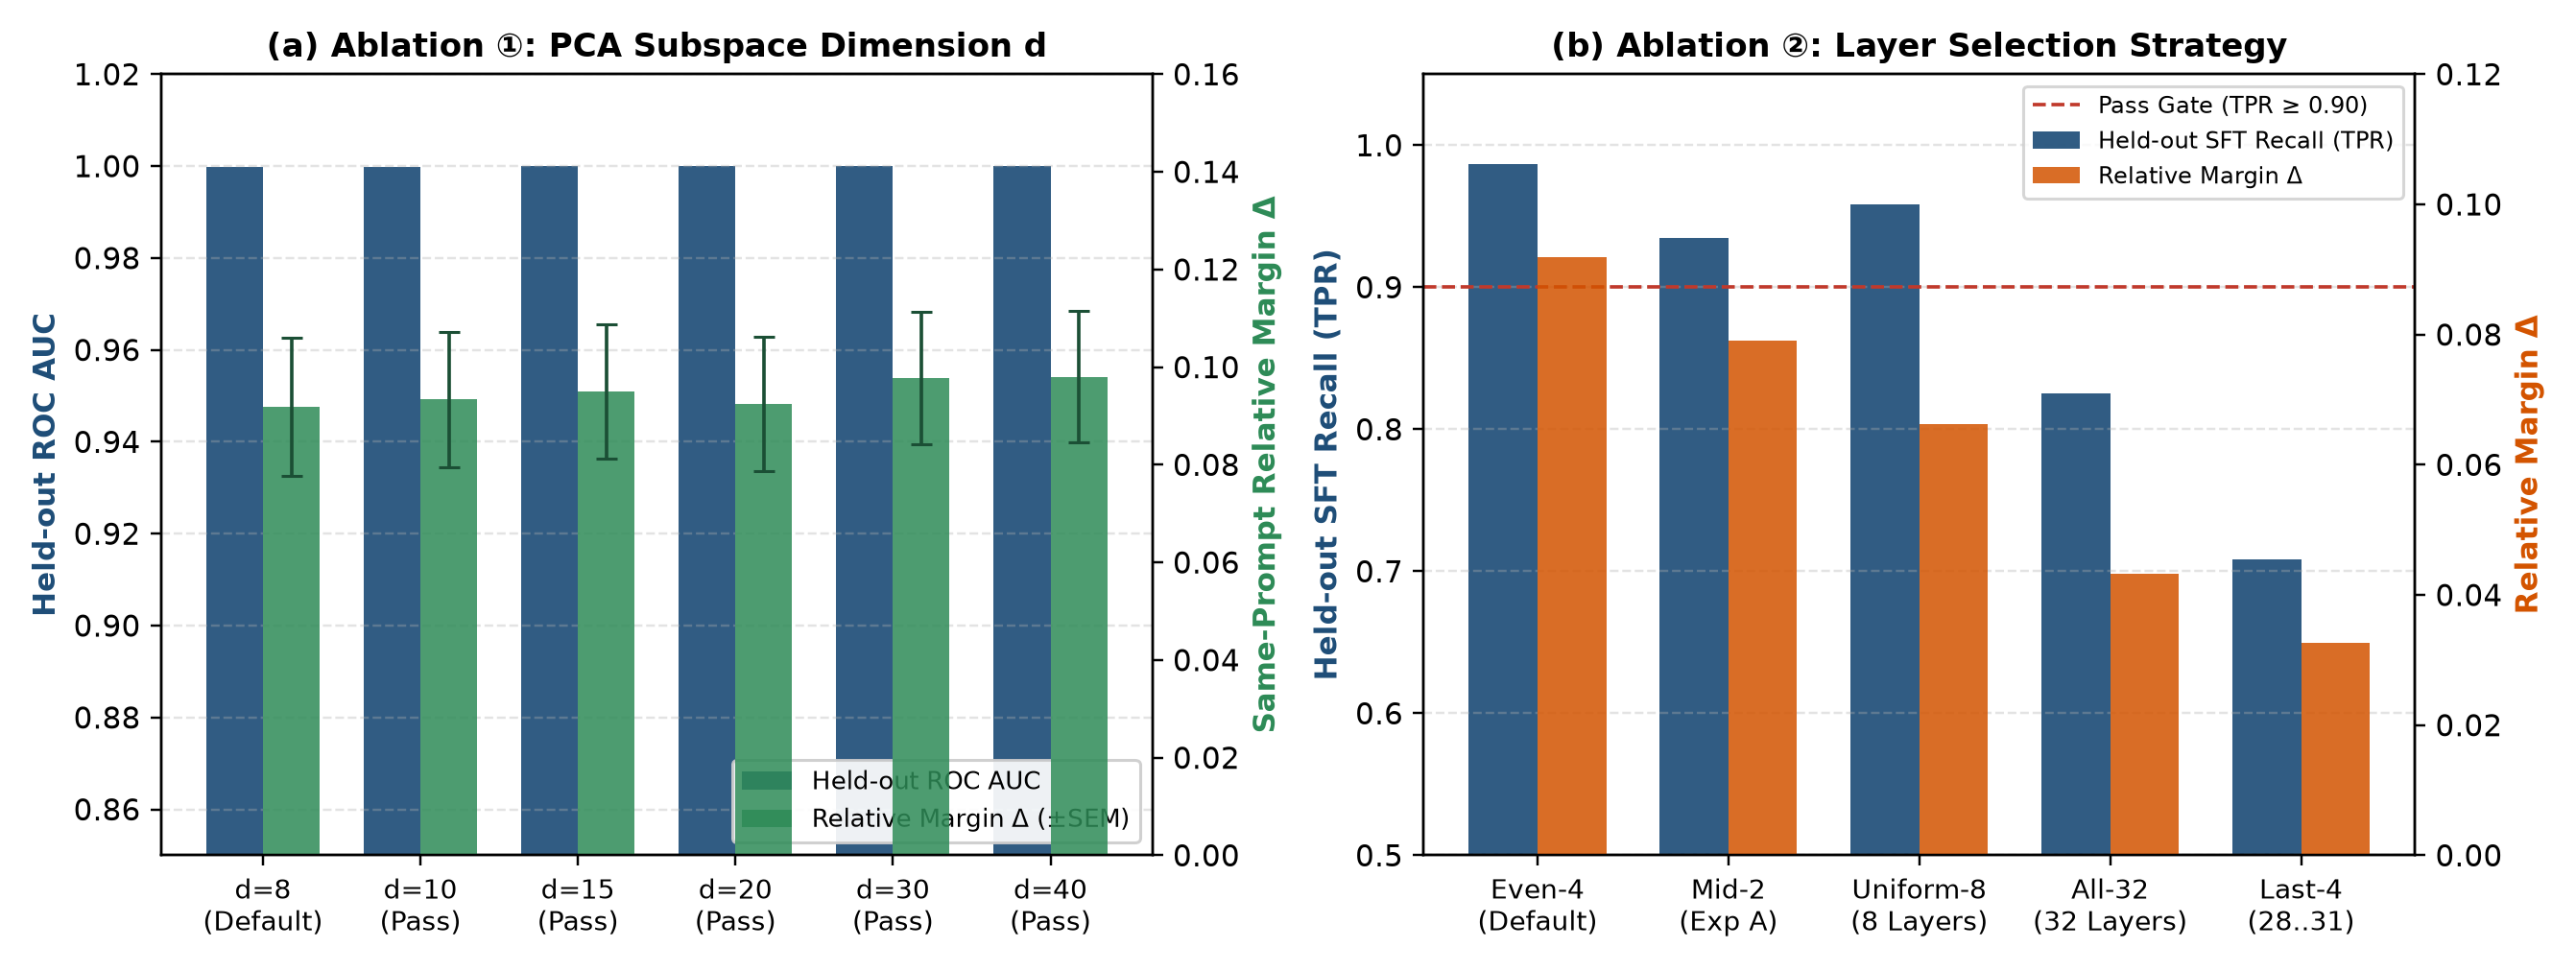 (a) Ablation ①: PCA Subspace Dimension d
1.02
1.00
0.98
0.96
0.94
0.92
0.90
0.88
0.86
Held-out ROC AUC
0.16
0.14
0.12
0.10
0.08
0.06
0.04
0.02
0.00
Same-Prompt Relative Margin Δ
Held-out ROC AUC
Relative Margin Δ (±SEM)
d=8
(Default)
d=10
(Pass)
d=15
(Pass)
d=20
(Pass)
d=30
(Pass)
d=40
(Pass)
(b) Ablation ②: Layer Selection Strategy
1.0
0.9
0.8
0.7
0.6
0.5
Held-out SFT Recall (TPR)
0.12
0.10
0.08
0.06
0.04
0.02
0.00
Relative Margin Δ
Pass Gate (TPR ≥ 0.90)
Held-out SFT Recall (TPR)
Relative Margin Δ
Even-4
(Default)
Mid-2
(Exp A)
Uniform-8
(8 Layers)
All-32
(32 Layers)
Last-4
(28..31)